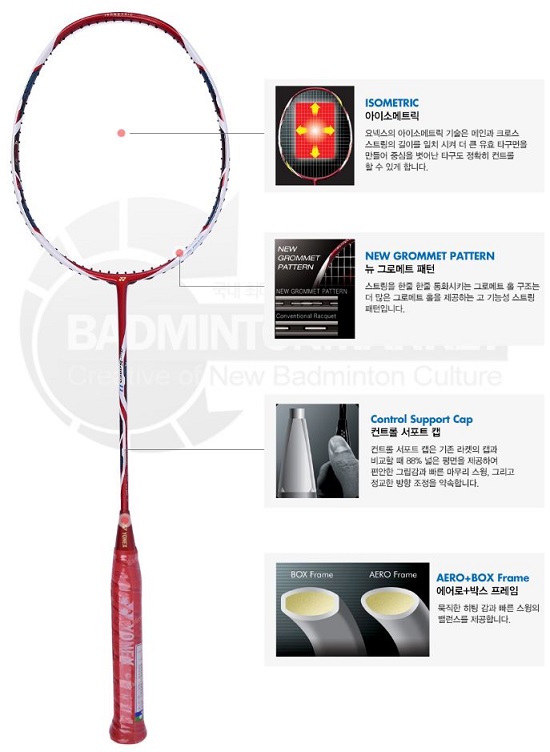 ISOMETRIC
아이소메트릭
요넥스의 아이소메트릭 기술은 메인과 크로스
스트링의 길이를 일치 시켜 더 큰 유효 타구면을
만들어 중심을 벗어난 타구도 정확히 컨트롤
할 수 있게 합니다.
NEW
GROMMET
PATTERN
NEW GROMMET PATTERN
Conventional Racquet
NEW GROMMET PATTERN
뉴 그로메트 패턴
스트링을 한줄 한줄 통화시키는 그로메트 홀 구조는
더 많은 그로메트 홀을 제공하는 고 기능성 스트링
패턴입니다.
BADMINTON
Creative of New Badminton Culture
Control Support Cap
컨트롤 서포트 캡
컨트롤 서포트 캡은 기존 라켓의 캡과
비교할 때 88% 넓은 평면을 제공하여
편안한 그립감과 빠른 마무리 스윙, 그리고
정교한 방향 조정을 약속합니다.
BOX Frame
AERO Frame
AERO+BOX Frame
에어로+박스 프레임
묵직한 히팅 감과 빠른 스윙의
밸런스를 제공합니다.
YONEX